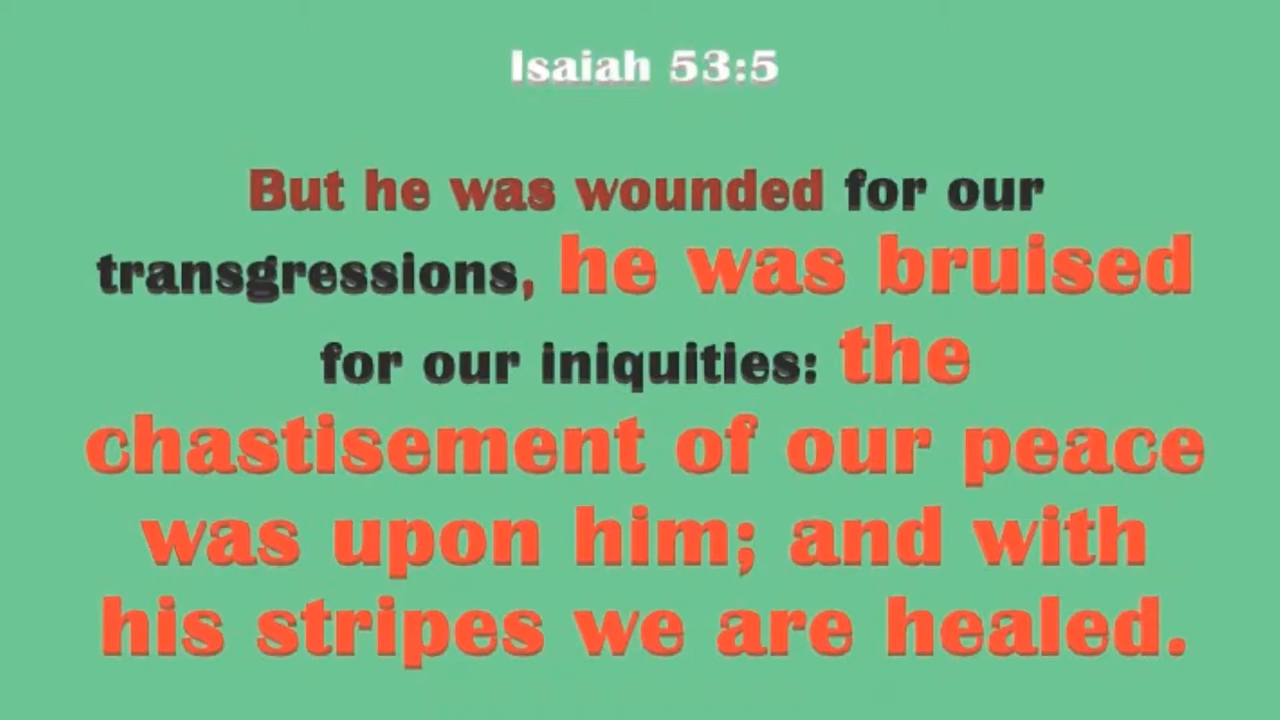 Isaiah 53:5
But he was wounded for our
transgressions, he was bruised
for our iniquities: the
chastisement of our peace
was upon him; and with
his stripes we are healed.